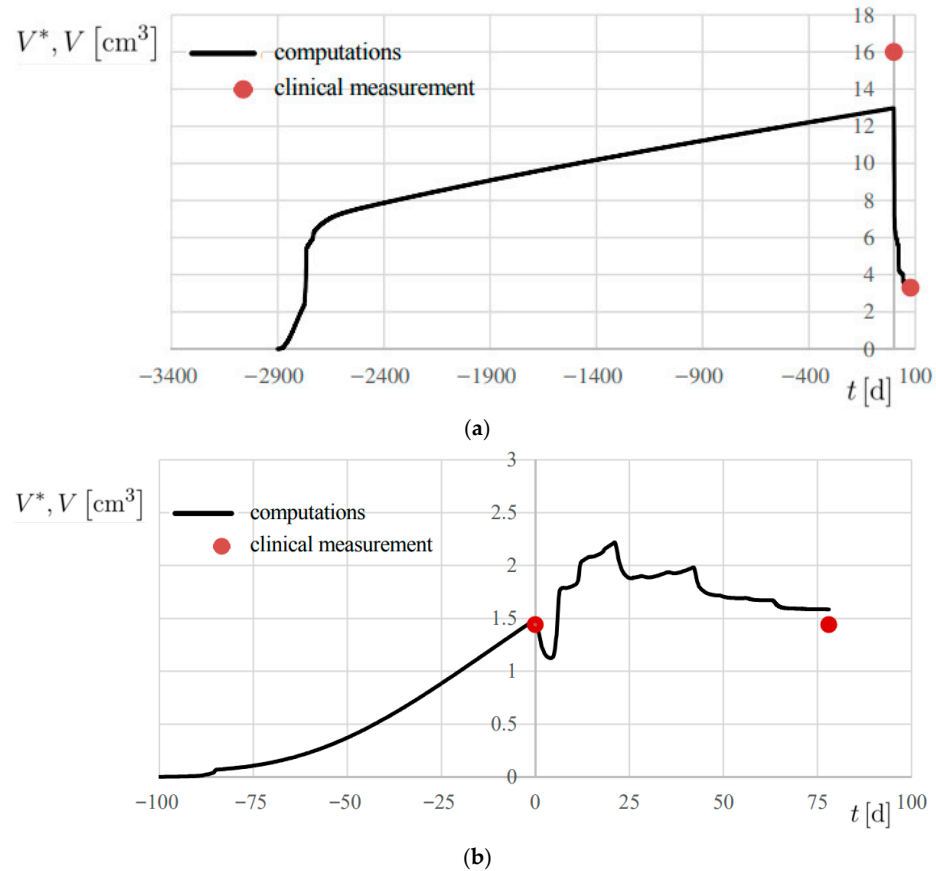 V*, V [cm³]
computations
clinical measurement
18
16
14
12
10
8
6
4
2
0
−3400 −2900 −2400 −1900 −1400 −900 −400 100
t [d]
(a)
V*, V [cm³]
computations
clinical measurement
3
2.5
2
1.5
1
0.5
0
−100 −75 −50 −25 0 25 50 75 100
t [d]
(b)